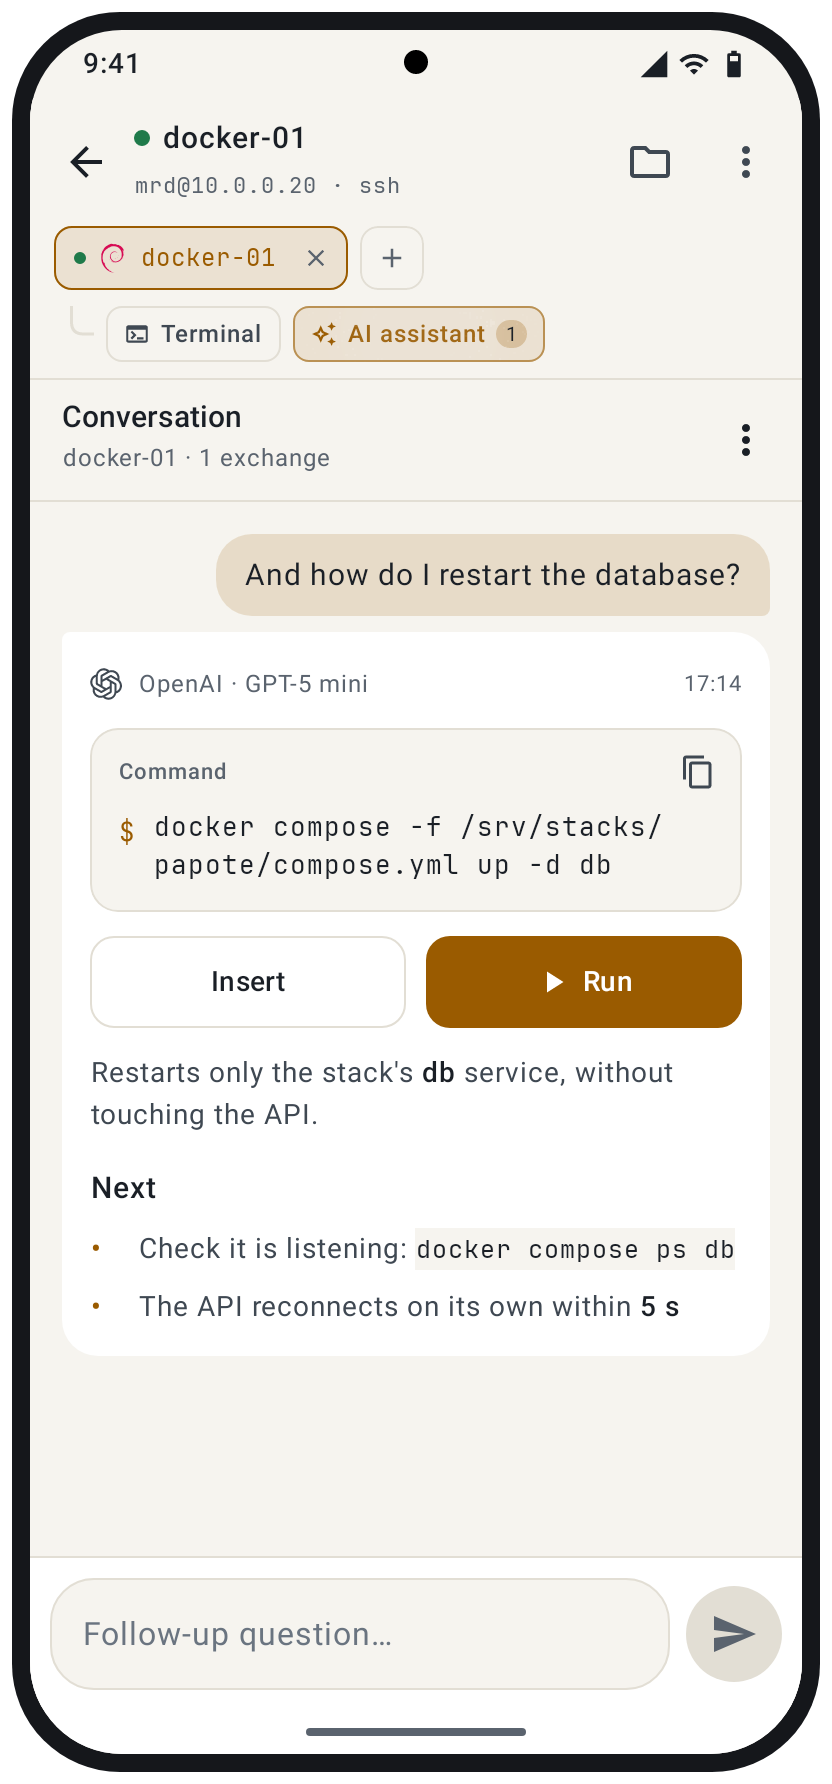 9:41
docker-01
mrd@10.0.0.20 · ssh
docker-01
Terminal
AI assistant 1
Conversation
docker-01 · 1 exchange
And how do I restart the database?
OpenAI · GPT-5 mini 17:14
Command
$ docker compose -f /srv/stacks/
papote/compose.yml up -d db
Insert
Run
Restarts only the stack's db service, without
touching the API.
Next
• Check it is listening: docker compose ps db
• The API reconnects on its own within 5 s
Follow-up question…